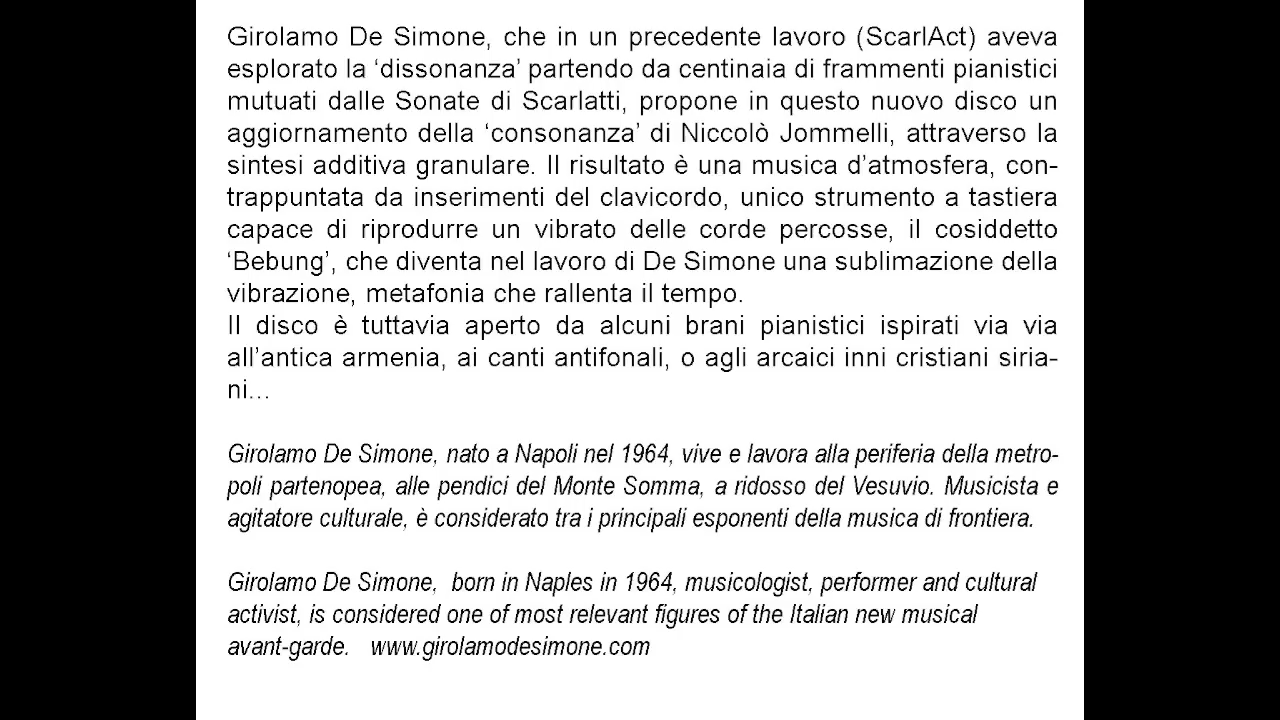 Girolamo De Simone, che in un precedente lavoro (ScarlAct) aveva
esplorato la ‘dissonanza’ partendo da centinaia di frammenti pianistici
mutuati dalle Sonate di Scarlatti, propone in questo nuovo disco un
aggiornamento della ‘consonanza’ di Niccolò Jommelli, attraverso la
sintesi additiva granulare. Il risultato è una musica d’atmosfera, con-
trappuntata da inserimenti del clavicordo, unico strumento a tastiera
capace di riprodurre un vibrato delle corde percosse, il cosiddetto
‘Bebung’, che diventa nel lavoro di De Simone una sublimazione della
vibrazione, metafonia che rallenta il tempo.
Il disco è tuttavia aperto da alcuni brani pianistici ispirati via via
all’antica armenia, ai canti antifonali, o agli arcaici inni cristiani siria-
ni...
Girolamo De Simone, nato a Napoli nel 1964, vive e lavora alla periferia della metro-
poli partenopea, alle pendici del Monte Somma, a ridosso del Vesuvio. Musicista e
agitatore culturale, è considerato tra i principali esponenti della musica di frontiera.
Girolamo De Simone,  born in Naples in 1964, musicologist, performer and cultural
activist, is considered one of most relevant figures of the Italian new musical
avant-garde.   www.girolamodesimone.com